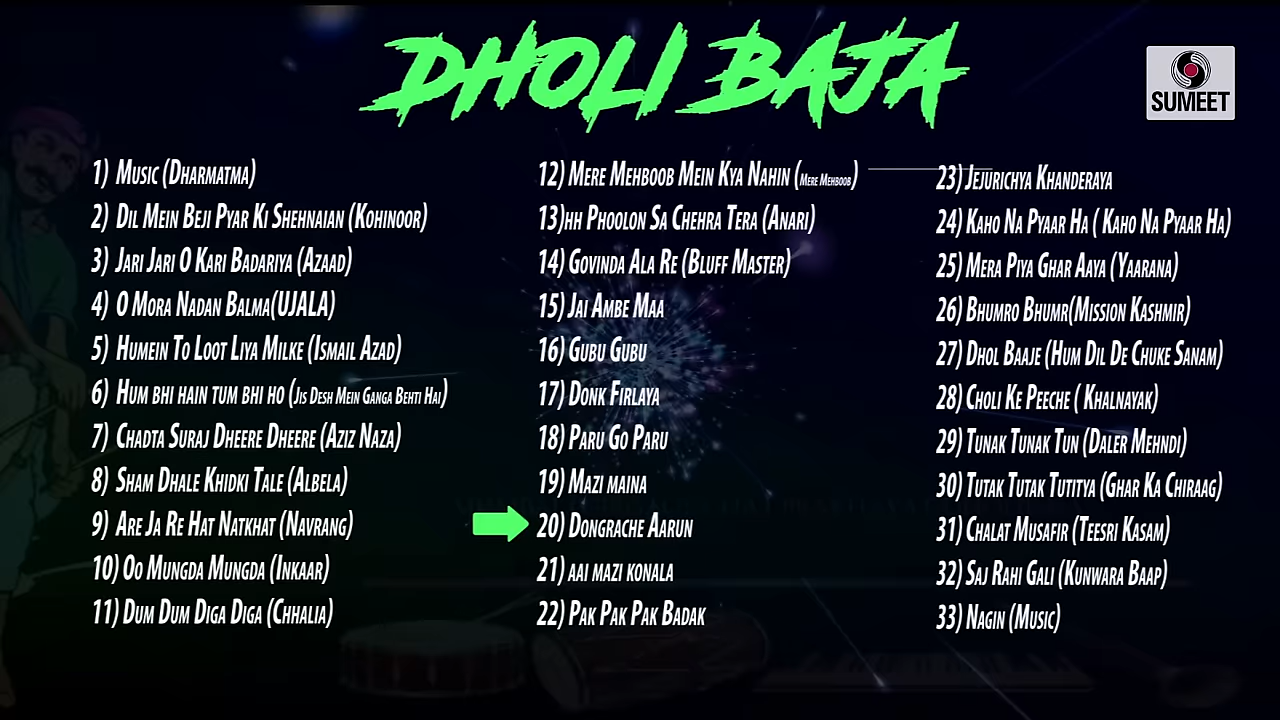 DHOLI BAJA
SUMEET
1) Music (Dharmatma)
2) Dil Mein Beji Pyar Ki Shehnaian (Kohinoor)
3) Jari Jari O Kari Badariya (Azaad)
4) O Mora Nadan Balma(UJALA)
5) Humein To Loot Liya Milke (Ismail Azad)
6) Hum bhi hain tum bhi ho (Jis Desh Mein Ganga Behti Hai)
7) Chadta Suraj Dheere Dheere (Aziz Naza)
8) Sham Dhale Khidki Tale (Albela)
9) Are Ja Re Hat Natkhat (Navrang)
10) Oo Mungda Mungda (Inkaar)
11) Dum Dum Diga Diga (Chhalia)
12) Mere Mehboob Mein Kya Nahin (Mere Mehboob)
13)hh Phoolon Sa Chehra Tera (Anari)
14) Govinda Ala Re (Bluff Master)
15) Jai Ambe Maa
16) Gubu Gubu
17) Donk Firlaya
18) Paru Go Paru
19) Mazi maina
20) Dongrache Aarun
21) aai mazi konala
22) Pak Pak Pak Badak
23) Jejurichya Khanderaya
24) Kaho Na Pyaar Ha ( Kaho Na Pyaar Ha)
25) Mera Piya Ghar Aaya (Yaarana)
26) Bhumro Bhumr(Mission Kashmir)
27) Dhol Baaje (Hum Dil De Chuke Sanam)
28) Choli Ke Peeche ( Khalnayak)
29) Tunak Tunak Tun (Daler Mehndi)
30) Tutak Tutak Tutitya (Ghar Ka Chiraag)
31) Chalat Musafir (Teesri Kasam)
32) Saj Rahi Gali (Kunwara Baap)
33) Nagin (Music)